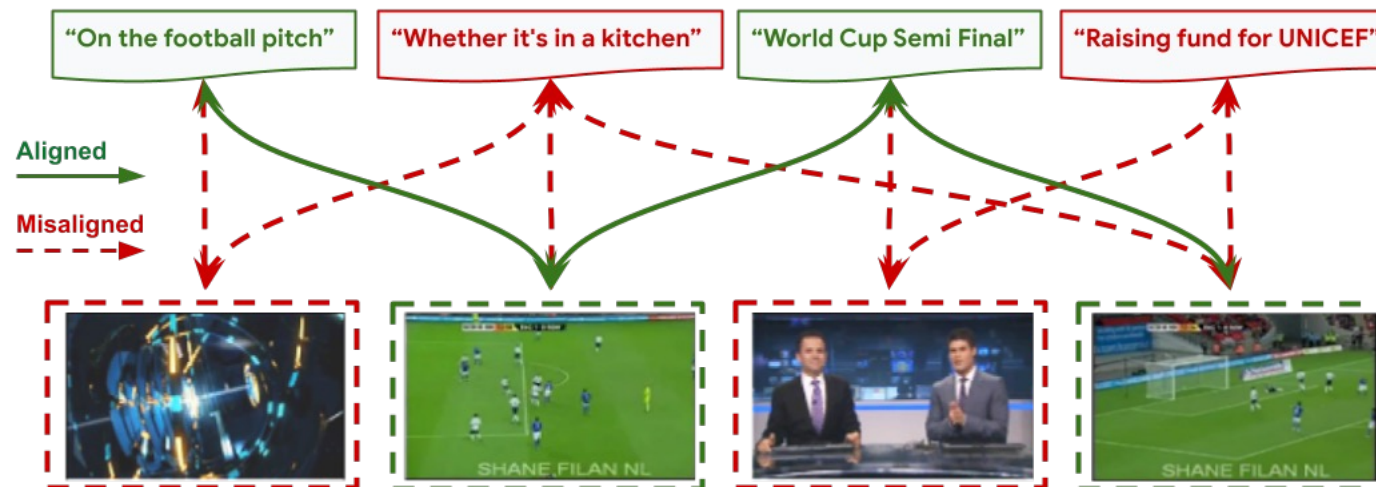 “On the football pitch”
“Whether it's in a kitchen”
“World Cup Semi Final”
“Raising fund for UNICEF”
Aligned
Misaligned
SHANE FILAN NL
SHANE FILAN NL